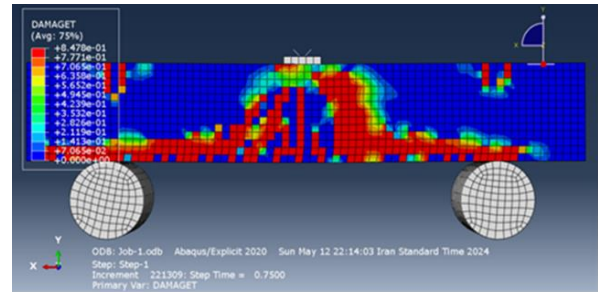 DAMAGET
(Avg: 75%)
+8.478e-01
+7.771e-01
+7.065e-01
+6.358e-01
+5.652e-01
+4.945e-01
+4.239e-01
+3.532e-01
+2.826e-01
+2.119e-01
+1.413e-01
+7.065e-02
+0.000e+00
Y
X
Y
X
ODB: Job-1.odb Abaqus/Explicit 2020 Sun May 12 22:14:03 Iran Standard Time 2024
Step: Step-1
Increment 221309: Step Time = 0.7500
Primary Var: DAMAGET